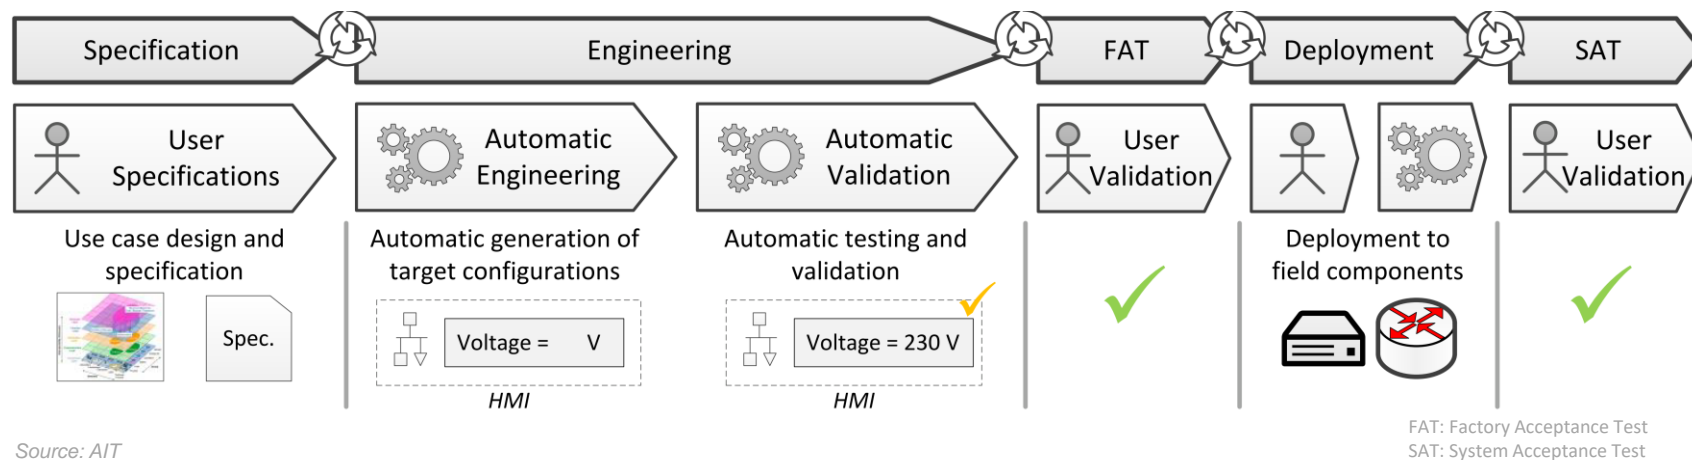 Specification
Engineering
FAT
Deployment
SAT
User
Specifications
Automatic
Engineering
Automatic
Validation
User
Validation
User
Validation
Use case design and
specification
Automatic generation of
target configurations
Automatic testing and
validation
Deployment to
field components
Spec.
Voltage = V
Voltage = 230 V
HMI
HMI
Source: AIT
FAT: Factory Acceptance Test
SAT: System Acceptance Test